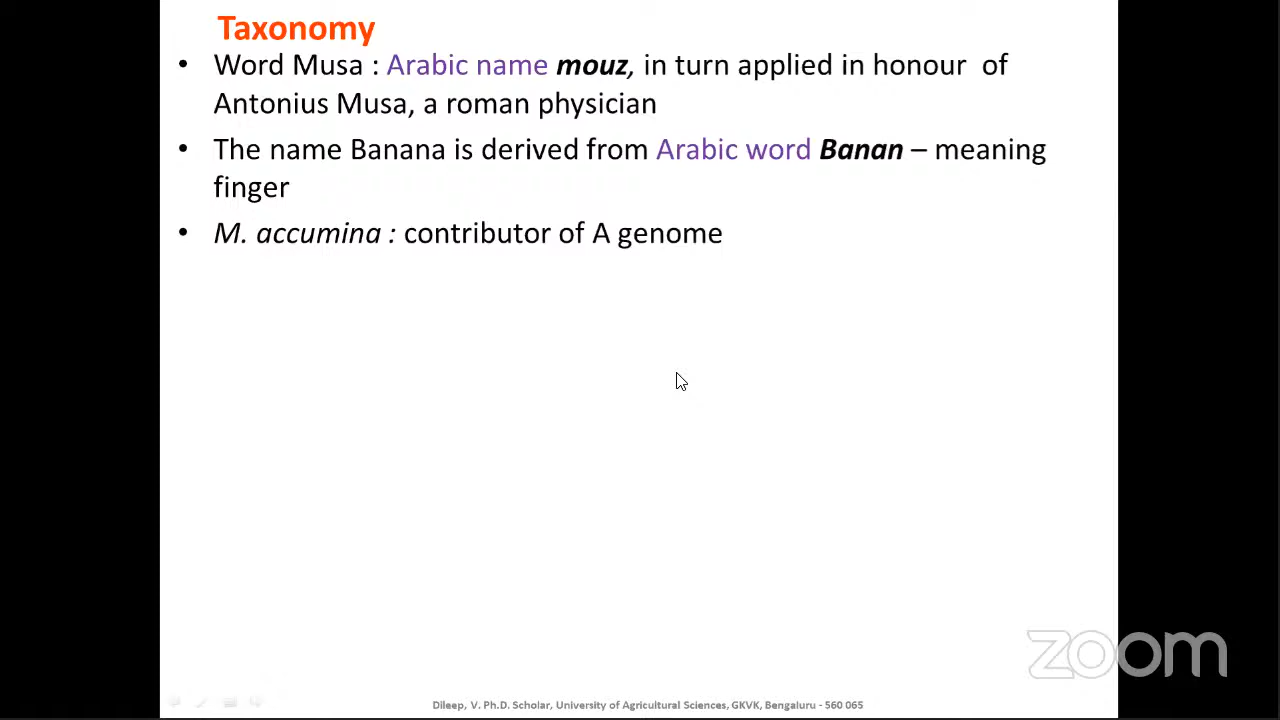 Taxonomy
• Word Musa : Arabic name mouz, in turn applied in honour of
Antonius Musa, a roman physician
• The name Banana is derived from Arabic word Banan – meaning
finger
• M. accumina : contributor of A genome
zoom
Dileep, V. Ph.D. Scholar, University of Agricultural Sciences, GKVK, Bengaluru - 560 065